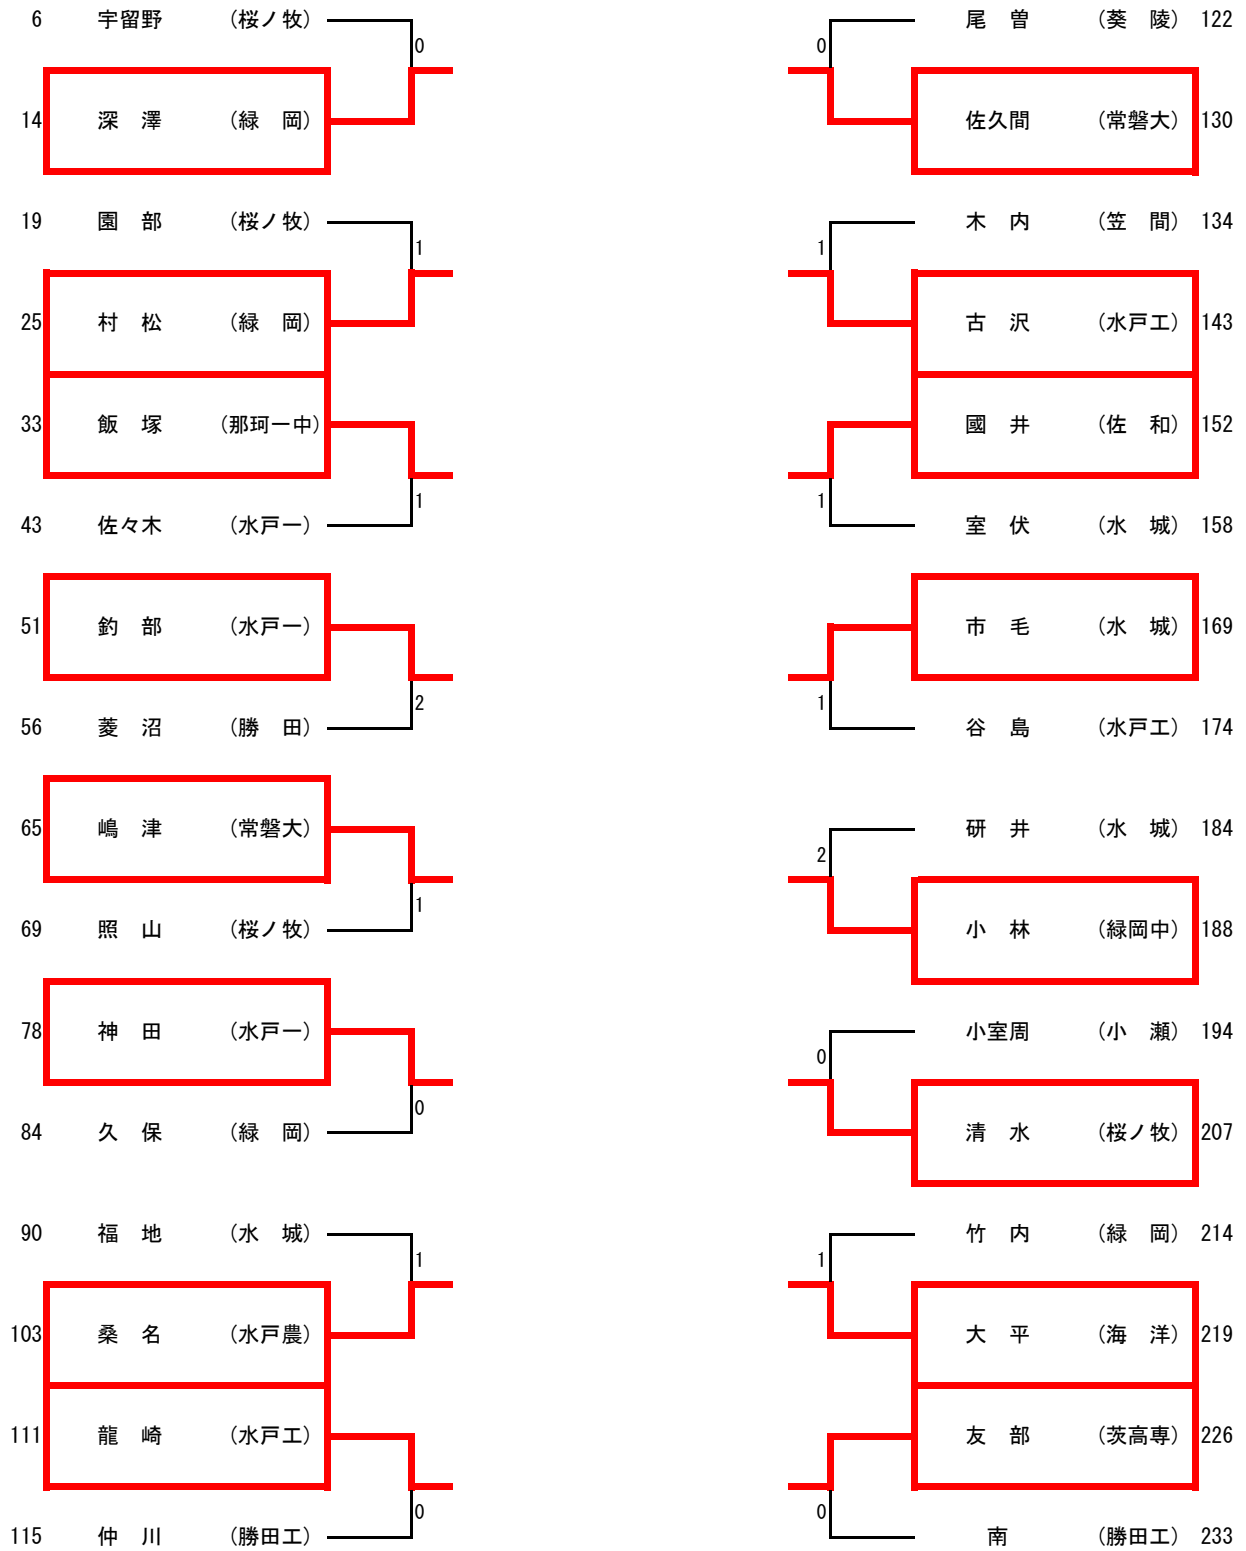 6 宇留野 (桜ノ牧)
0
14 深 澤 (緑 岡)
19 園 部 (桜ノ牧)
1
25 村 松 (緑 岡)
33 飯 塚 (那珂一中)
1
43 佐々木 (水戸一)
51 釣 部 (水戸一)
2
56 菱 沼 (勝 田)
65 嶋 津 (常磐大)
1
69 照 山 (桜ノ牧)
78 神 田 (水戸一)
0
84 久 保 (緑 岡)
90 福 地 (水 城)
1
103 桑 名 (水戸農)
111 龍 崎 (水戸工)
0
115 仲 川 (勝田工)
尾 曽 (葵 陵) 122
0
佐久間 (常磐大) 130
木 内 (笠 間) 134
1
古 沢 (水戸工) 143
國 井 (佐 和) 152
1
室 伏 (水 城) 158
市 毛 (水 城) 169
1
谷 島 (水戸工) 174
研 井 (水 城) 184
2
小 林 (緑岡中) 188
小室周 (小 瀬) 194
0
清 水 (桜ノ牧) 207
竹 内 (緑 岡) 214
1
大 平 (海 洋) 219
友 部 (茨高専) 226
0
南 (勝田工) 233